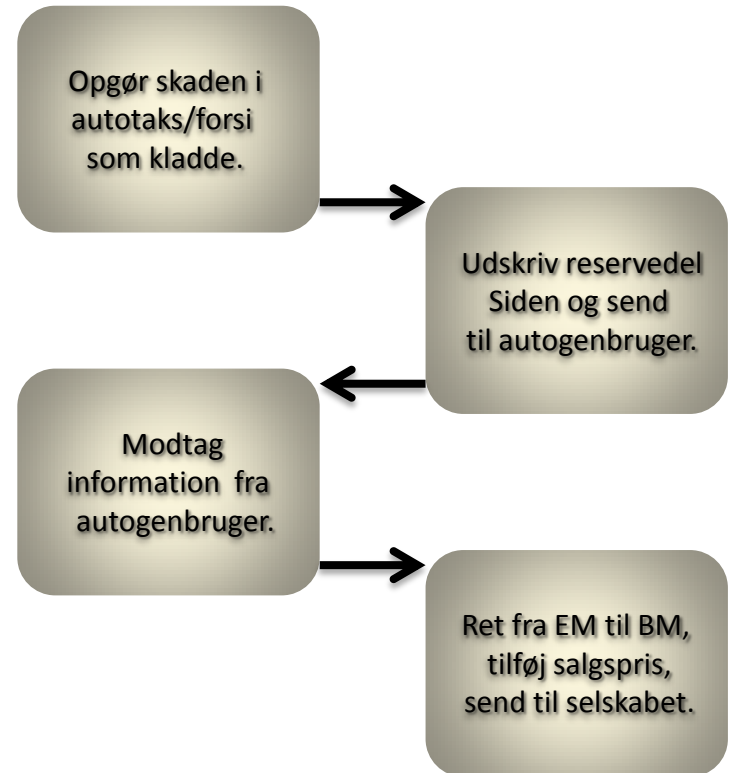 Opgør skaden i
autotaks/forsi
som kladde.
Udskriv reservedel
Siden og send
til autogenbruger.
Modtag
information fra
autogenbruger.
Ret fra EM til BM,
tilføj salgspris,
send til selskabet.